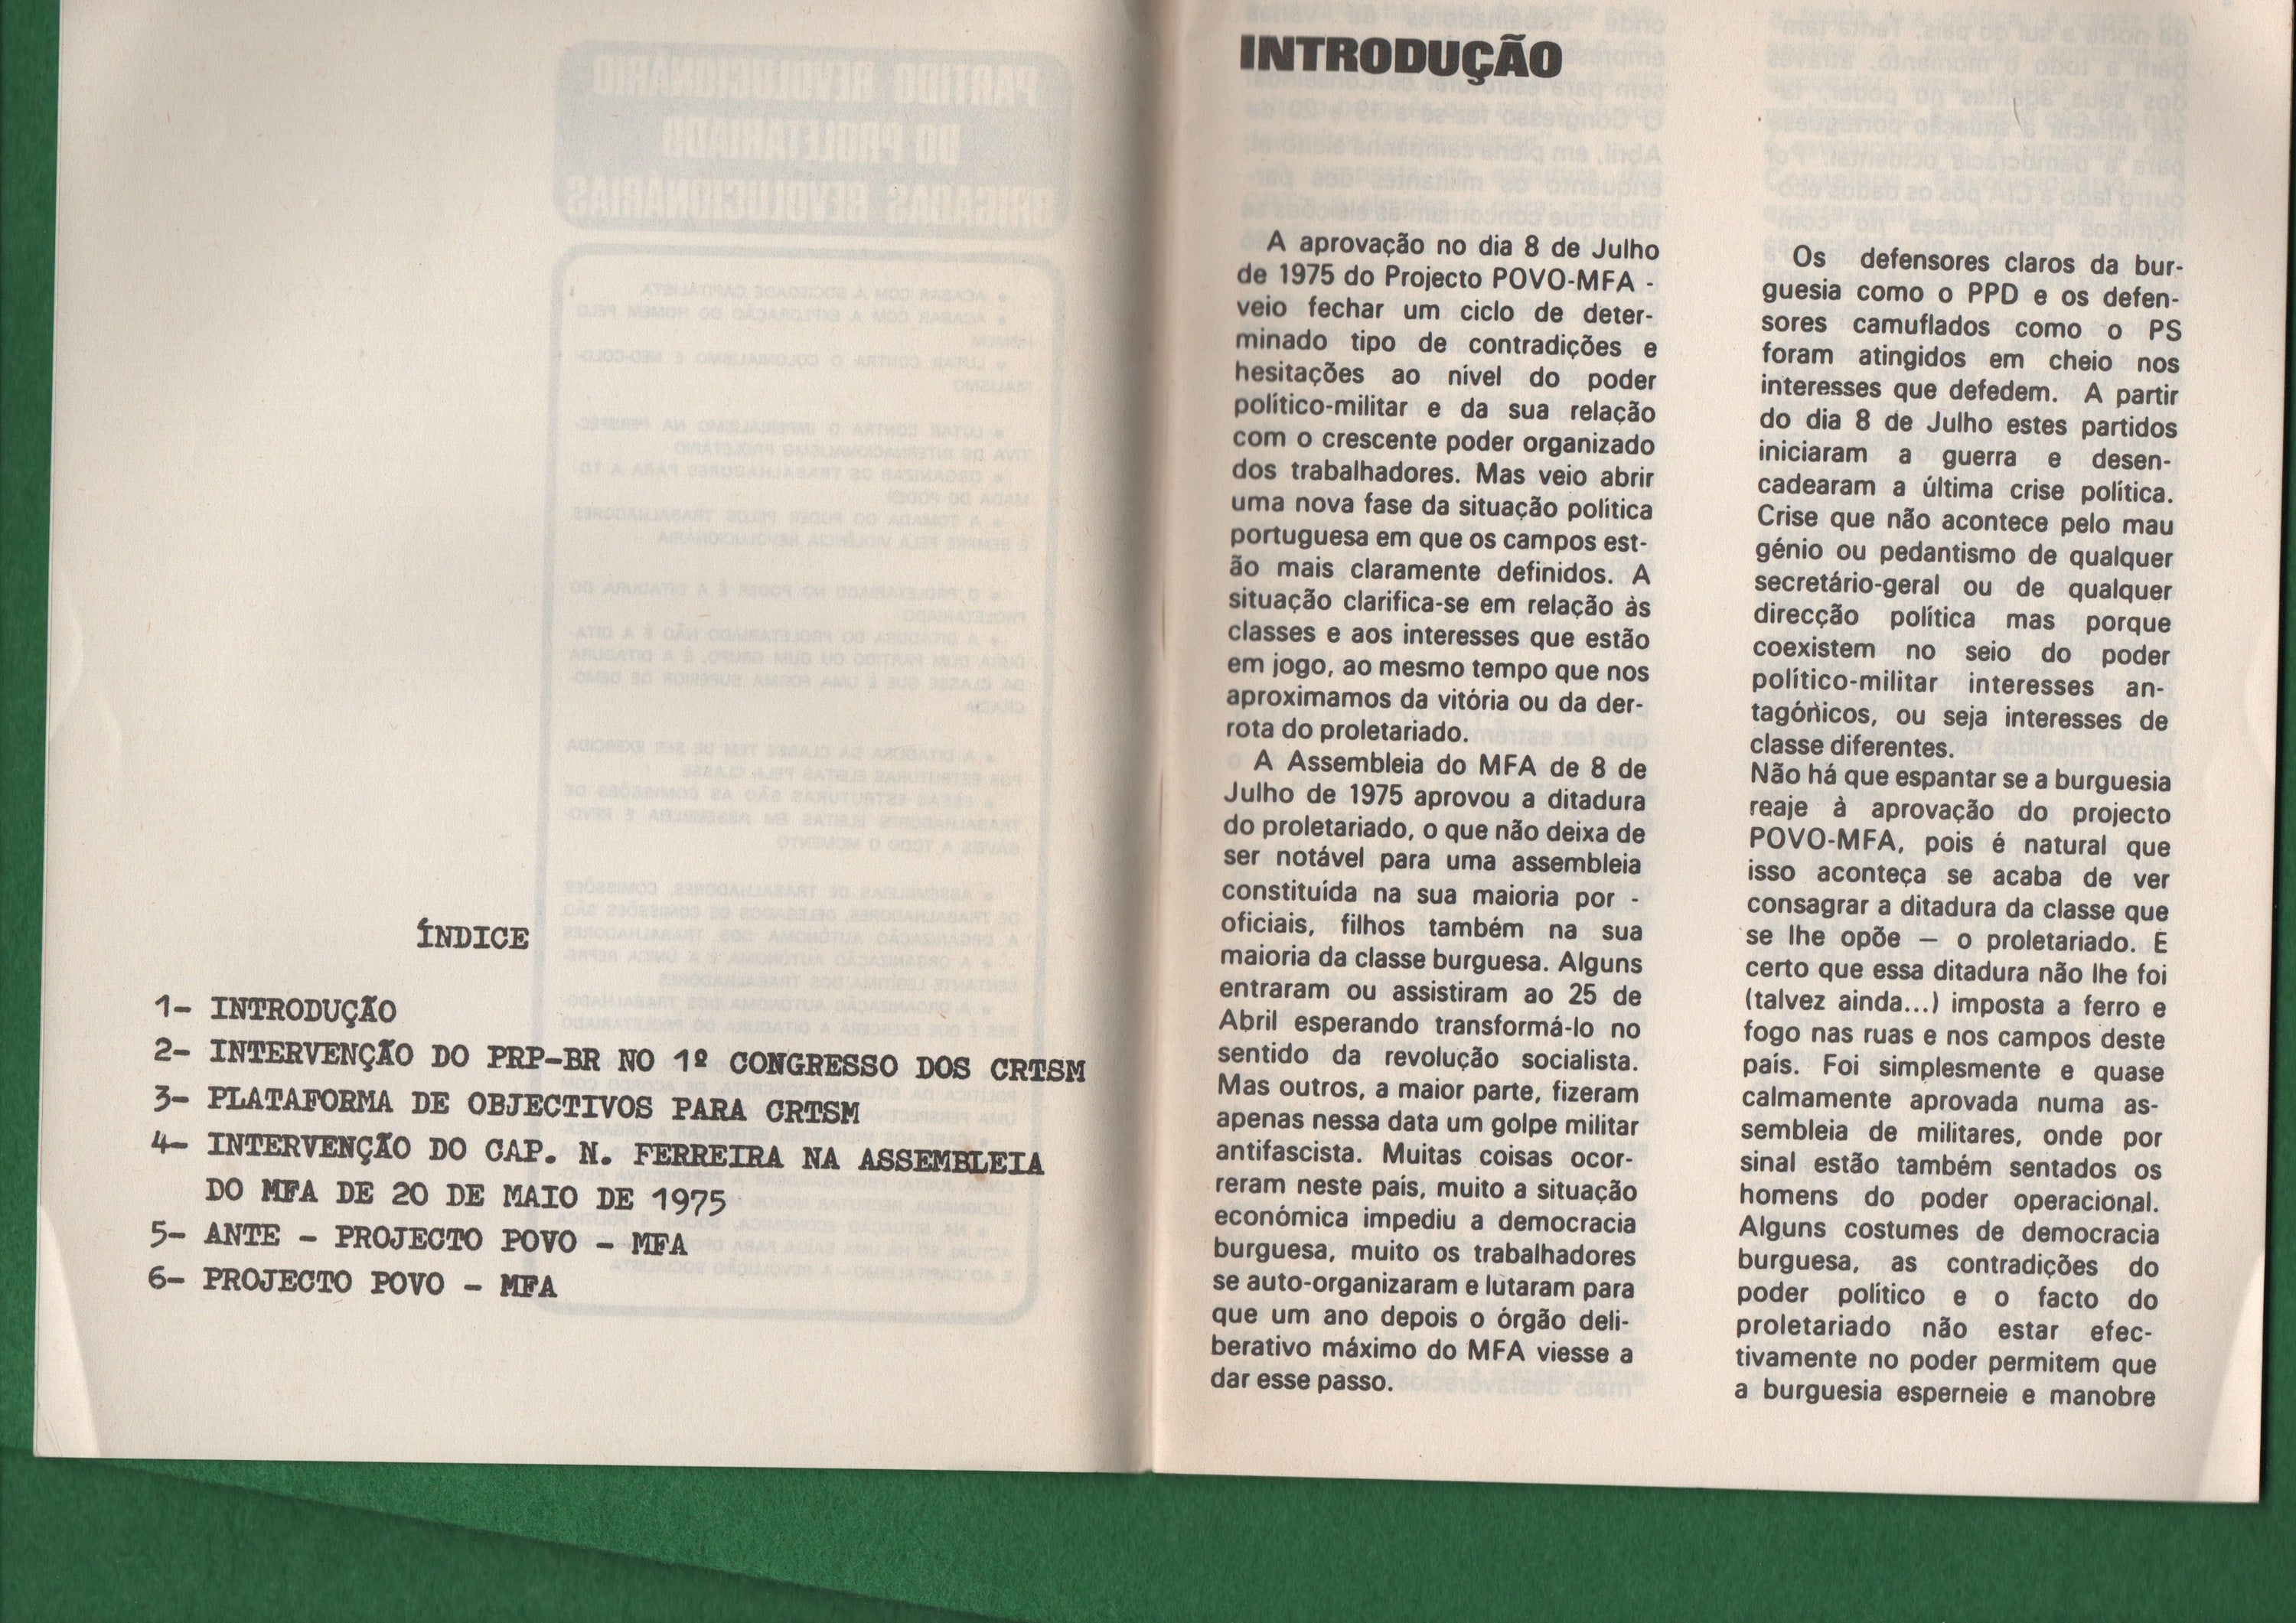 ÍNDICE
1- INTRODUÇÃO
2- INTERVENÇÃO DO PRP-BR NO 1º CONGRESSO DOS CRTSM
3- PLATAFORMA DE OBJECTIVOS PARA CRTSM
4- INTERVENÇÃO DO CAP. N. FERREIRA NA ASSEMBLEIA
DO MFA DE 20 DE MAIO DE 1975
5- ANTE - PROJECTO POVO - MFA
6- PROJECTO POVO - MFA
INTRODUÇÃO
A aprovação no dia 8 de Julho
de 1975 do Projecto POVO-MFA -
veio fechar um ciclo de deter-
minado tipo de contradições e
hesitações ao nível do poder
político-militar e da sua relação
com o crescente poder organizado
dos trabalhadores. Mas veio abrir
uma nova fase da situação política
portuguesa em que os campos est-
ão mais claramente definidos. A
situação clarifica-se em relação às
classes e aos interesses que estão
em jogo, ao mesmo tempo que nos
aproximamos da vitória ou da der-
rota do proletariado.
A Assembleia do MFA de 8 de
Julho de 1975 aprovou a ditadura
do proletariado, o que não deixa de
ser notável para uma assembleia
constituída na sua maioria por -
oficiais, filhos também na sua
maioria da classe burguesa. Alguns
entraram ou assistiram ao 25 de
Abril esperando transformá-lo no
sentido da revolução socialista.
Mas outros, a maior parte, fizeram
apenas nessa data um golpe militar
antifascista. Muitas coisas ocor-
reram neste país, muito a situação
económica impediu a democracia
burguesa, muito os trabalhadores
se auto-organizaram e lutaram para
que um ano depois o órgão deli-
berativo máximo do MFA viesse a
dar esse passo.
Os defensores claros da bur-
guesia como o PPD e os defen-
sores camuflados como o PS
foram atingidos em cheio nos
interesses que defedem. A partir
do dia 8 de Julho estes partidos
iniciaram a guerra e desen-
cadearam a última crise política.
Crise que não acontece pelo mau
génio ou pedantismo de qualquer
secretário-geral ou de qualquer
direcção política mas porque
coexistem no seio do poder
político-militar interesses an-
tagónicos, ou seja interesses de
classe diferentes.
Não há que espantar se a burguesia
reaje à aprovação do projecto
POVO-MFA, pois é natural que
isso aconteça se acaba de ver
consagrar a ditadura da classe que
se lhe opõe — o proletariado. É
certo que essa ditadura não lhe foi
(talvez ainda...) imposta a ferro e
fogo nas ruas e nos campos deste
país. Foi simplesmente e quase
calmamente aprovada numa as-
sembleia de militares, onde por
sinal estão também sentados os
homens do poder operacional.
Alguns costumes de democracia
burguesa, as contradições do
poder político e o facto do
proletariado não estar efec-
tivamente no poder permitem que
a burguesia esperneie e manobre